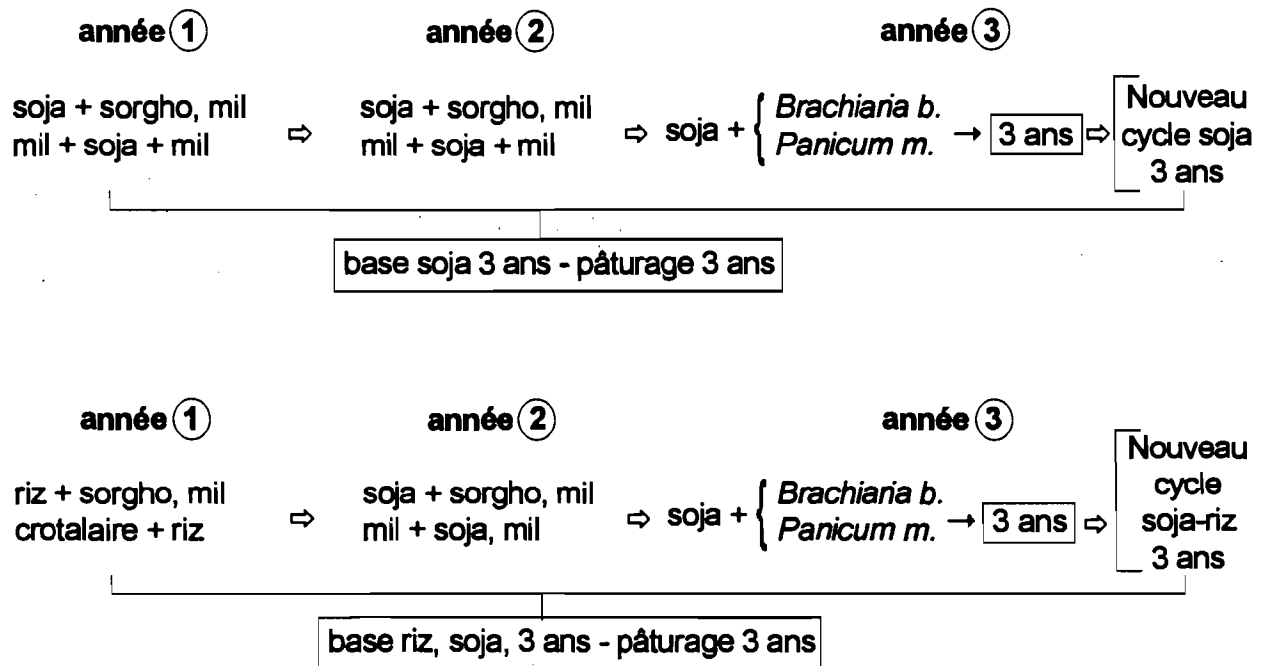 année 1 année 2 année 3
soja + sorgho, mil soja + sorgho, mil Brachiaria b. Nouveau
mil + soja + mil ⇨ mil + soja + mil ⇨ soja + { Panicum m. → 3 ans ⇨ cycle soja
3 ans
base soja 3 ans - pâturage 3 ans
année 1 année 2 année 3
Nouveau
riz + sorgho, mil soja + sorgho, mil Brachiaria b. cycle
crotalaire + riz ⇨ mil + soja, mil ⇨ soja + { Panicum m. → 3 ans ⇨ soja-riz
3 ans
base riz, soja, 3 ans - pâturage 3 ans